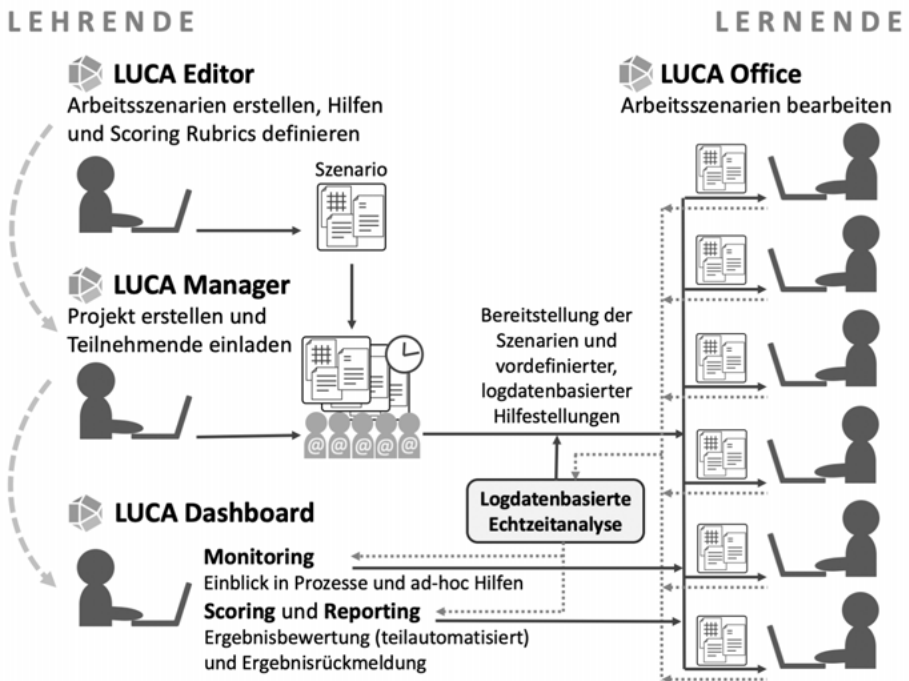 LEHRENDE
LERNENDE
LUCA Editor
Arbeitsszenarien erstellen, Hilfen
und Scoring Rubrics definieren
Szenario
LUCA Manager
Projekt erstellen und
Teilnehmende einladen
@ @ @ @ @
LUCA Dashboard
Monitoring
Einblick in Prozesse und ad-hoc Hilfen
Scoring und Reporting
Ergebnisbewertung (teilautomatisiert)
und Ergebnisrückmeldung
Bereitstellung der
Szenarien und
vordefinierter,
logdatenbasierter
Hilfestellungen
Logdatenbasierte
Echtzeitanalyse
LUCA Office
Arbeitsszenarien bearbeiten